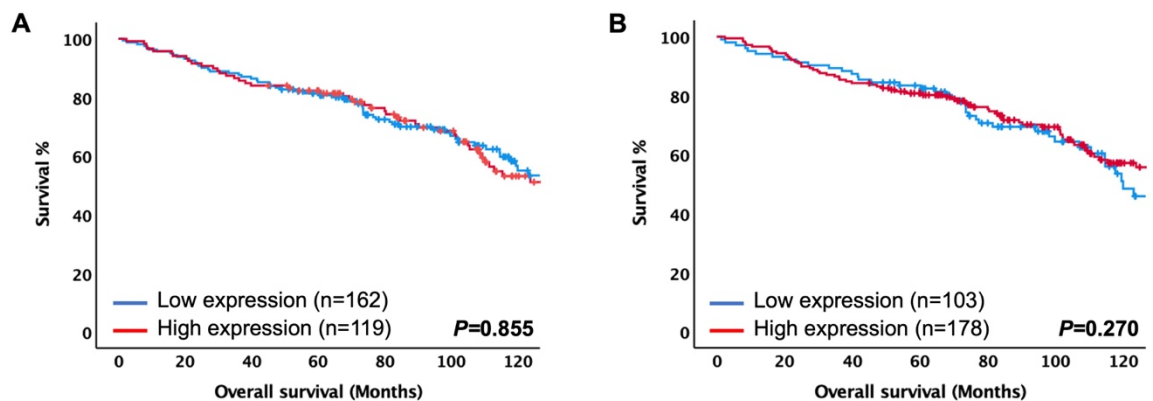 A
100
80
60
40
20
0
Survival %
Low expression (n=162)
High expression (n=119)
P=0.855
0 20 40 60 80 100 120
Overall survival (Months)
B
100
80
60
40
20
0
Survival %
Low expression (n=103)
High expression (n=178)
P=0.270
0 20 40 60 80 100 120
Overall survival (Months)